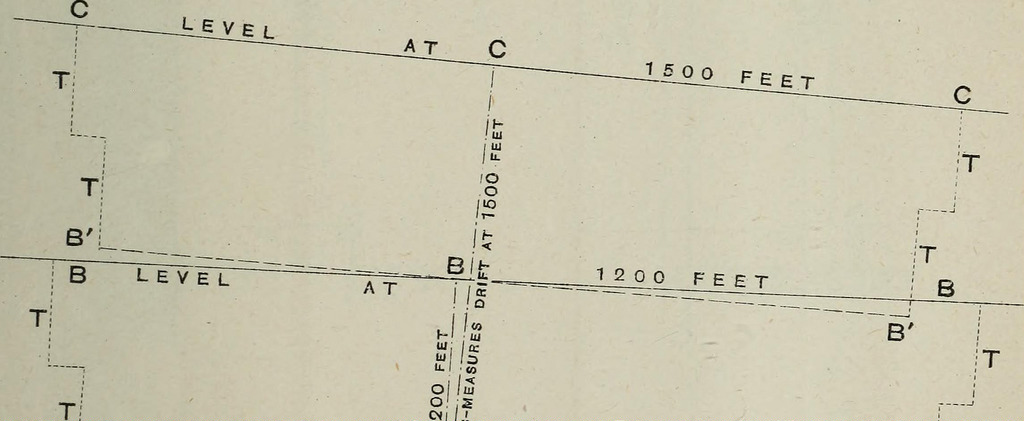 C
LEVEL AT 1500 FEET
C
C
T
T
T
T
-MEASURES DRIFT AT 1500 FEET
B′
B
LEVEL AT 1200 FEET
B
B
B′
200 FEET
T
T
T